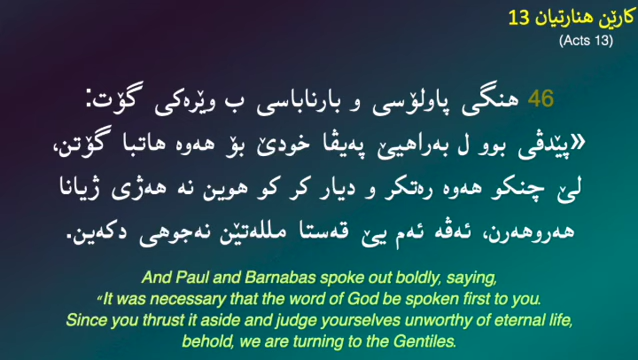 کارێن هنارتیان 13
(Acts 13)
46 هنگی پاولۆسی و بارناباسی ب وێرەکی گۆت:
«پێدڤی بوو ل بەراهیێ پەیڤا خودێ بۆ هەوە هاتبا گۆتن،
لێ چنکو هەوە رەتکر و دیار کر کو هوین نە هەژی ژیانا
هەروهەرن، ئەڤە ئەم یێ قەستا مللەتێن نەجوهی دکەین.
And Paul and Barnabas spoke out boldly, saying,
“It was necessary that the word of God be spoken first to you.
Since you thrust it aside and judge yourselves unworthy of eternal life,
behold, we are turning to the Gentiles.